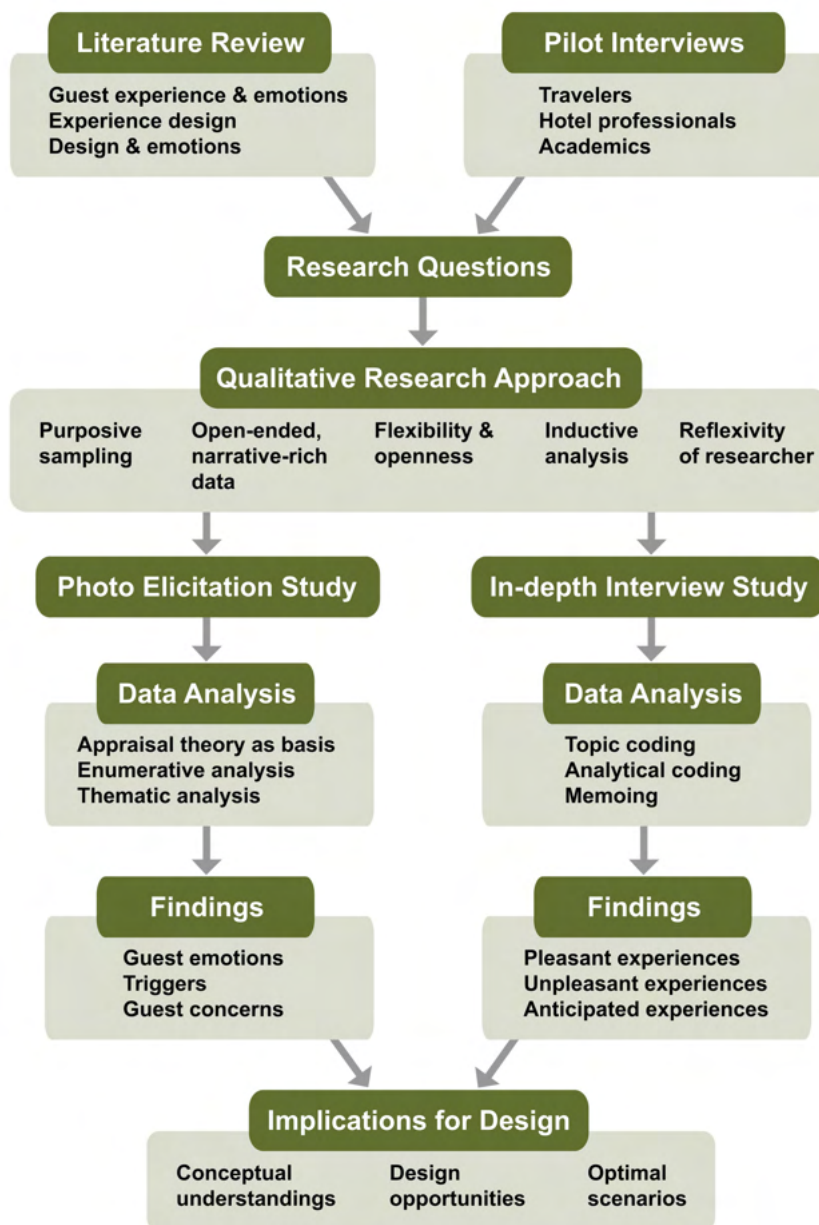 Literature Review
Guest experience & emotions
Experience design
Design & emotions
Pilot Interviews
Travelers
Hotel professionals
Academics
Research Questions
Qualitative Research Approach
Purposive
sampling
Open-ended,
narrative-rich
data
Flexibility &
openness
Inductive
analysis
Reflexivity
of researcher
Photo Elicitation Study
Data Analysis
Appraisal theory as basis
Enumerative analysis
Thematic analysis
Findings
Guest emotions
Triggers
Guest concerns
In-depth Interview Study
Data Analysis
Topic coding
Analytical coding
Memoing
Findings
Pleasant experiences
Unpleasant experiences
Anticipated experiences
Implications for Design
Conceptual
understandings
Design
opportunities
Optimal
scenarios